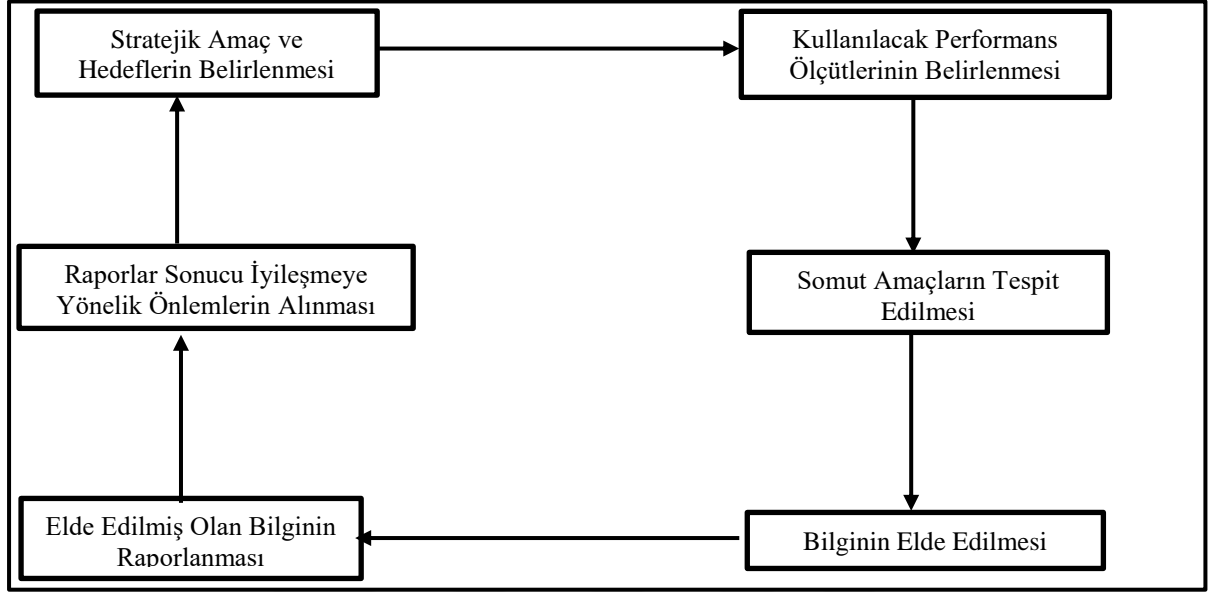 Stratejik Amaç ve
Hedeflerin Belirlenmesi
Kullanılacak Performans
Ölçütlerinin Belirlenmesi
Raporlar Sonucu İyileşmeye
Yönelik Önlemlerin Alınması
Somut Amaçların Tespit
Edilmesi
Elde Edilmiş Olan Bilginin
Raporlanması
Bilginin Elde Edilmesi